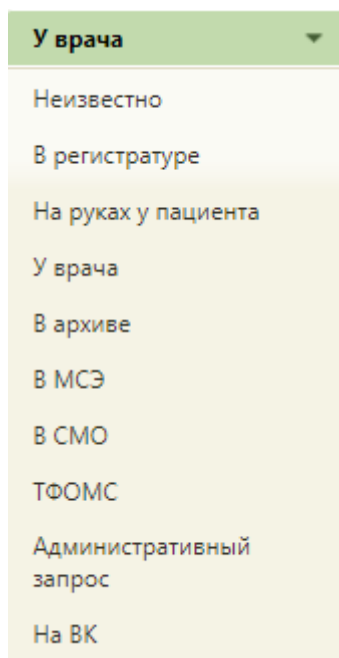 У врача
Неизвестно
В регистратуре
На руках у пациента
У врача
В архиве
В МСЭ
В СМО
ТФОМС
Административный
запрос
На ВК